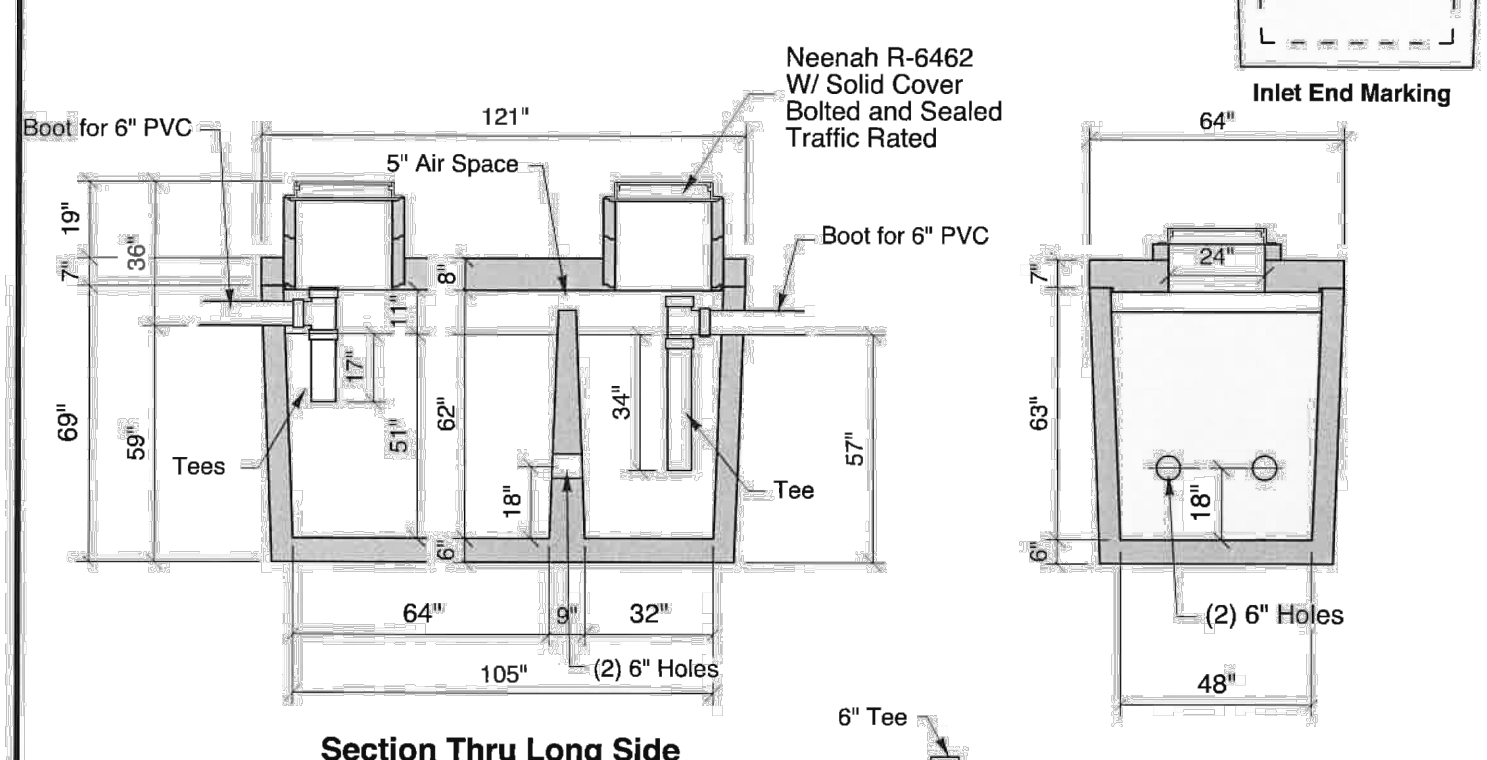 Neenah R-6462
W/ Solid Cover
Bolted and Sealed
Traffic Rated
Inlet End Marking
Boot for 6" PVC
121"
64"
5" Air Space
Boot for 6" PVC
19"
36"
7"
8"
11"
24"
7"
17"
69"
59"
51"
62"
34"
57"
63"
Tees
Tee
18"
18"
6"
6"
64"
9"
32"
(2) 6" Holes
(2) 6" Holes
105"
48"
6" Tee
Section Thru Long Side